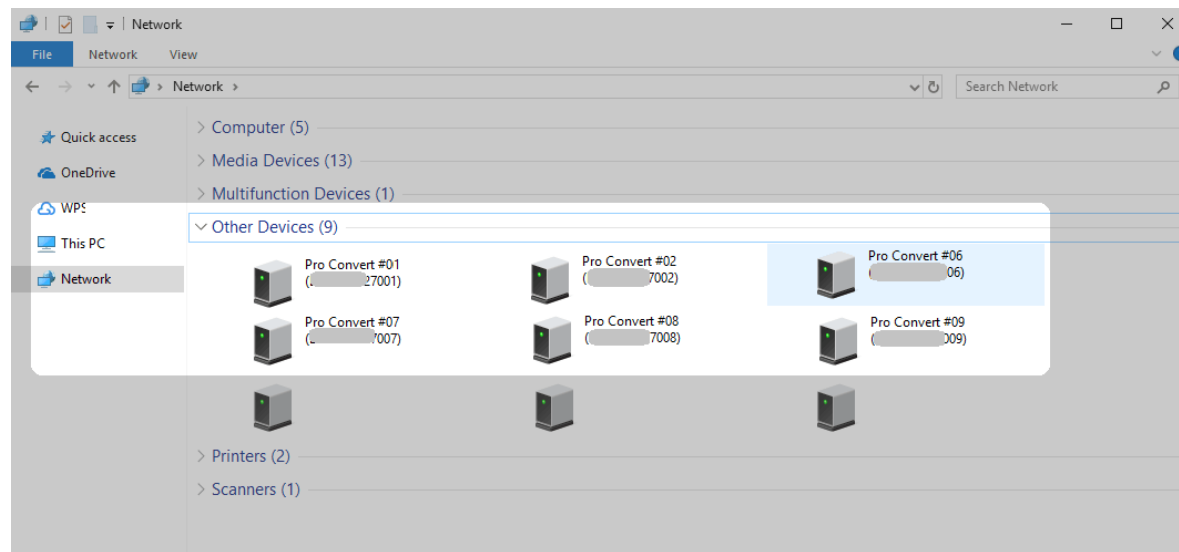 Network
File Network View
Network
Search Network
Quick access
OneDrive
WPS
This PC
Network
Computer (5)
Media Devices (13)
Multifunction Devices (1)
Other Devices (9)
Pro Convert #01
27001)
Pro Convert #02
7002)
Pro Convert #06
06)
Pro Convert #07
7007)
Pro Convert #08
7008)
Pro Convert #09
009)
Printers (2)
Scanners (1)